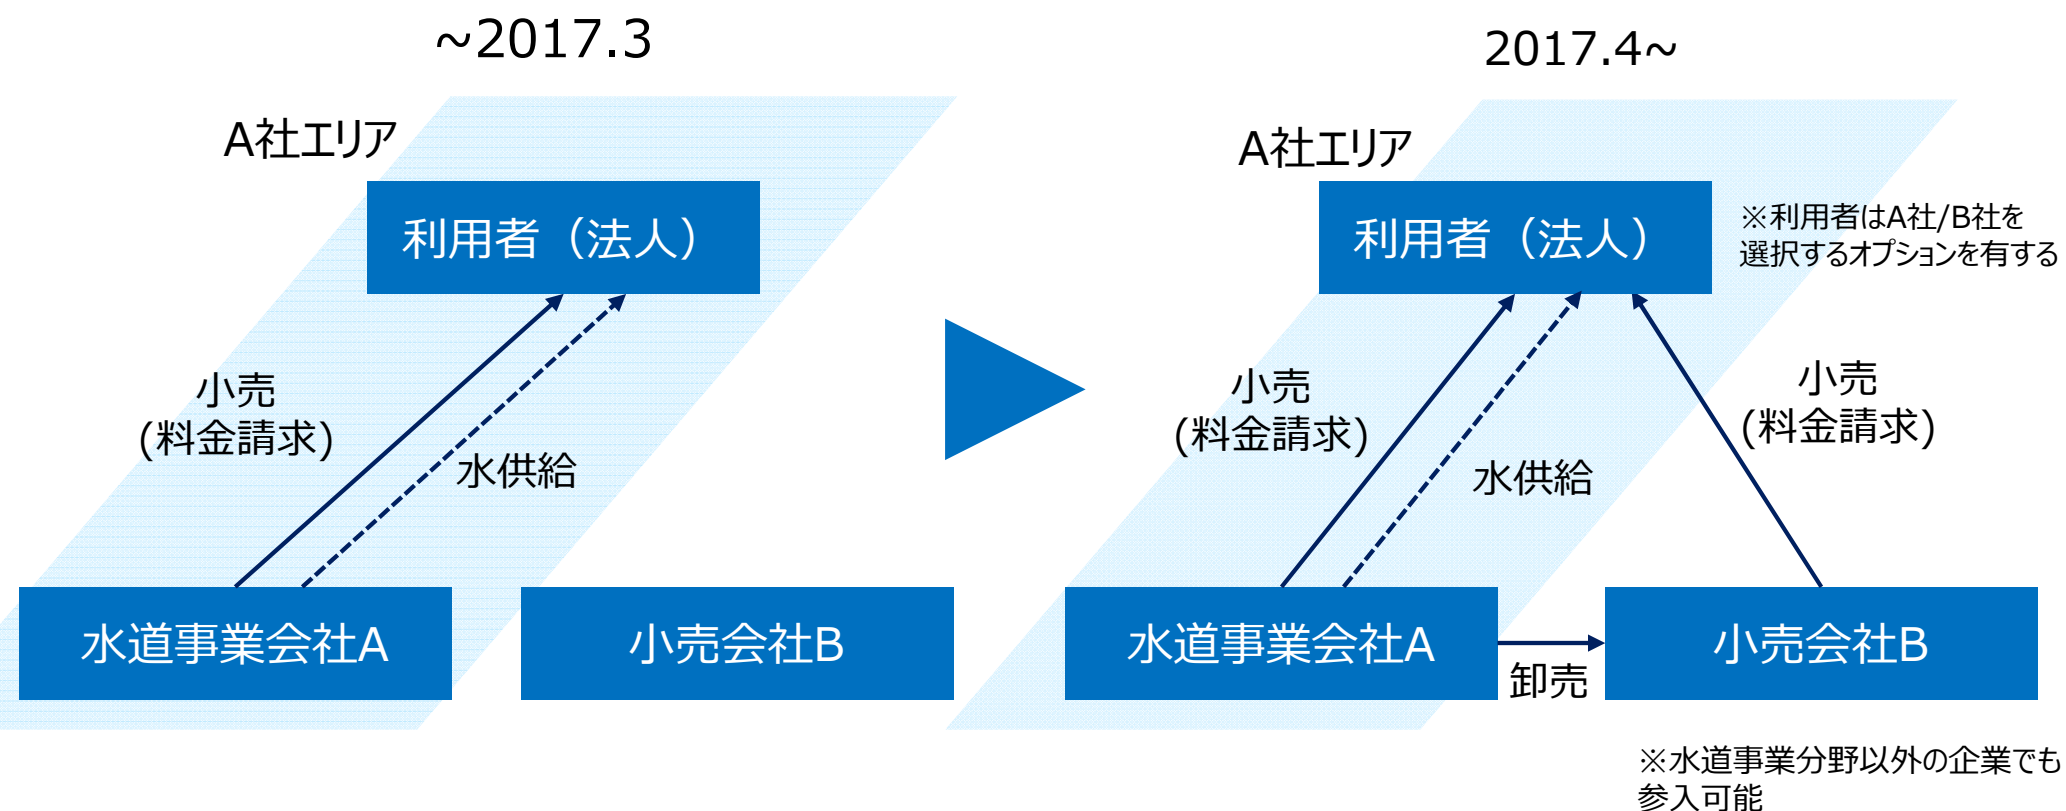 ~2017.3
A社エリア
利用者（法人）
小売
(料金請求)
水供給
水道事業会社A
小売会社B
2017.4~
A社エリア
利用者（法人）
※利用者はA社/B社を
選択するオプションを有する
小売
(料金請求)
水供給
小売
(料金請求)
水道事業会社A
卸売
小売会社B
※水道事業分野以外の企業でも
参入可能